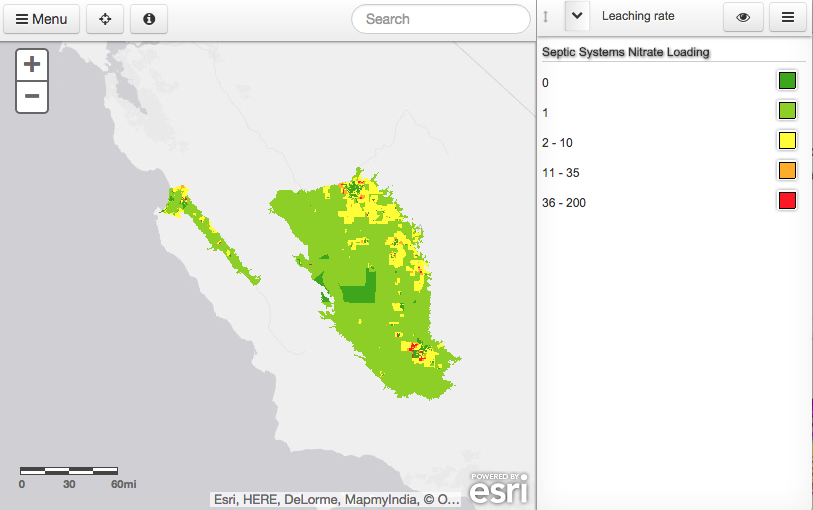 Menu
Search
Leaching rate
Septic Systems Nitrate Loading
0
1
2 - 10
11 - 35
36 - 200
0 30 60mi
Esri, HERE, DeLorme, MapmyIndia, © O...
POWERED BY
esri